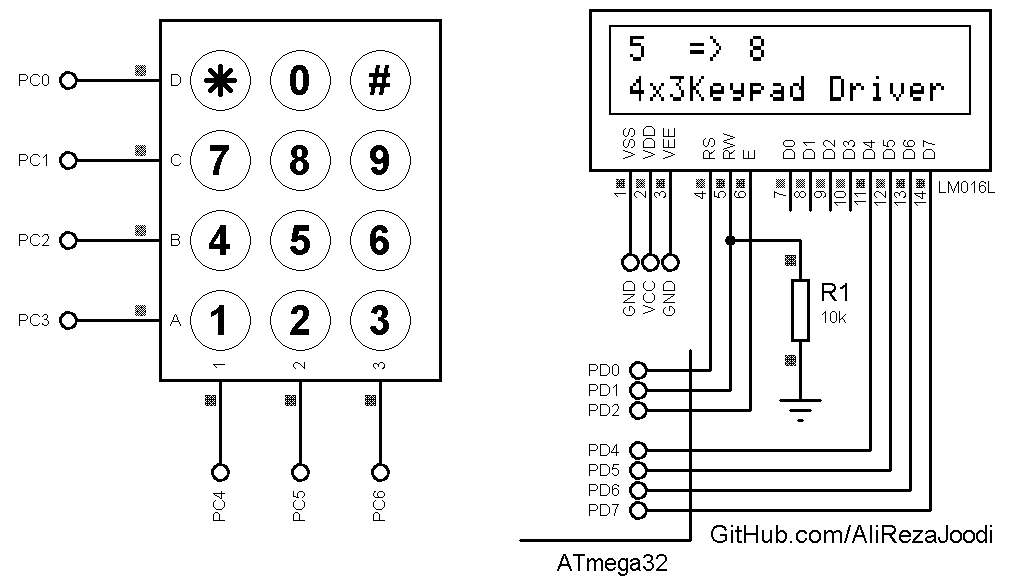 PC0
D
*
0
#
PC1
C
7
8
9
PC2
B
4
5
6
PC3
A
1
2
3
1
2
3
PC4
PC5
PC6
5 => 8
4x3Keypad Driver
VSS
VDD
VEE
RS
RW
E
D0
D1
D2
D3
D4
D5
D6
D7
1
2
3
4
5
6
7
8
9
10
11
12
13
14
LM016L
GND
VCC
GND
R1
10k
PD0
PD1
PD2
PD4
PD5
PD6
PD7
GitHub.com/AliRezaJoodi
ATmega32